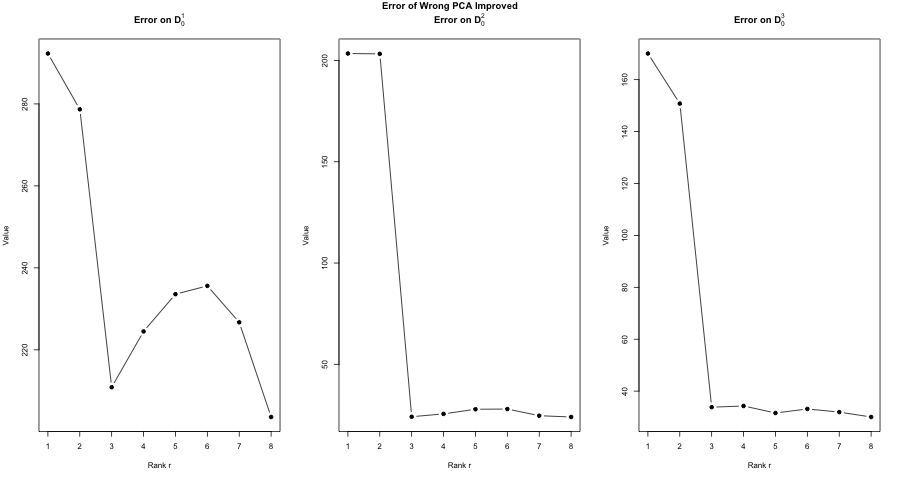 Error of Wrong PCA Improved
Error on D₀¹
Value
280
260
240
220
1 2 3 4 5 6 7 8
Rank r
Error on D₀²
Value
200
150
100
50
1 2 3 4 5 6 7 8
Rank r
Error on D₀³
Value
160
140
120
100
80
60
40
1 2 3 4 5 6 7 8
Rank r